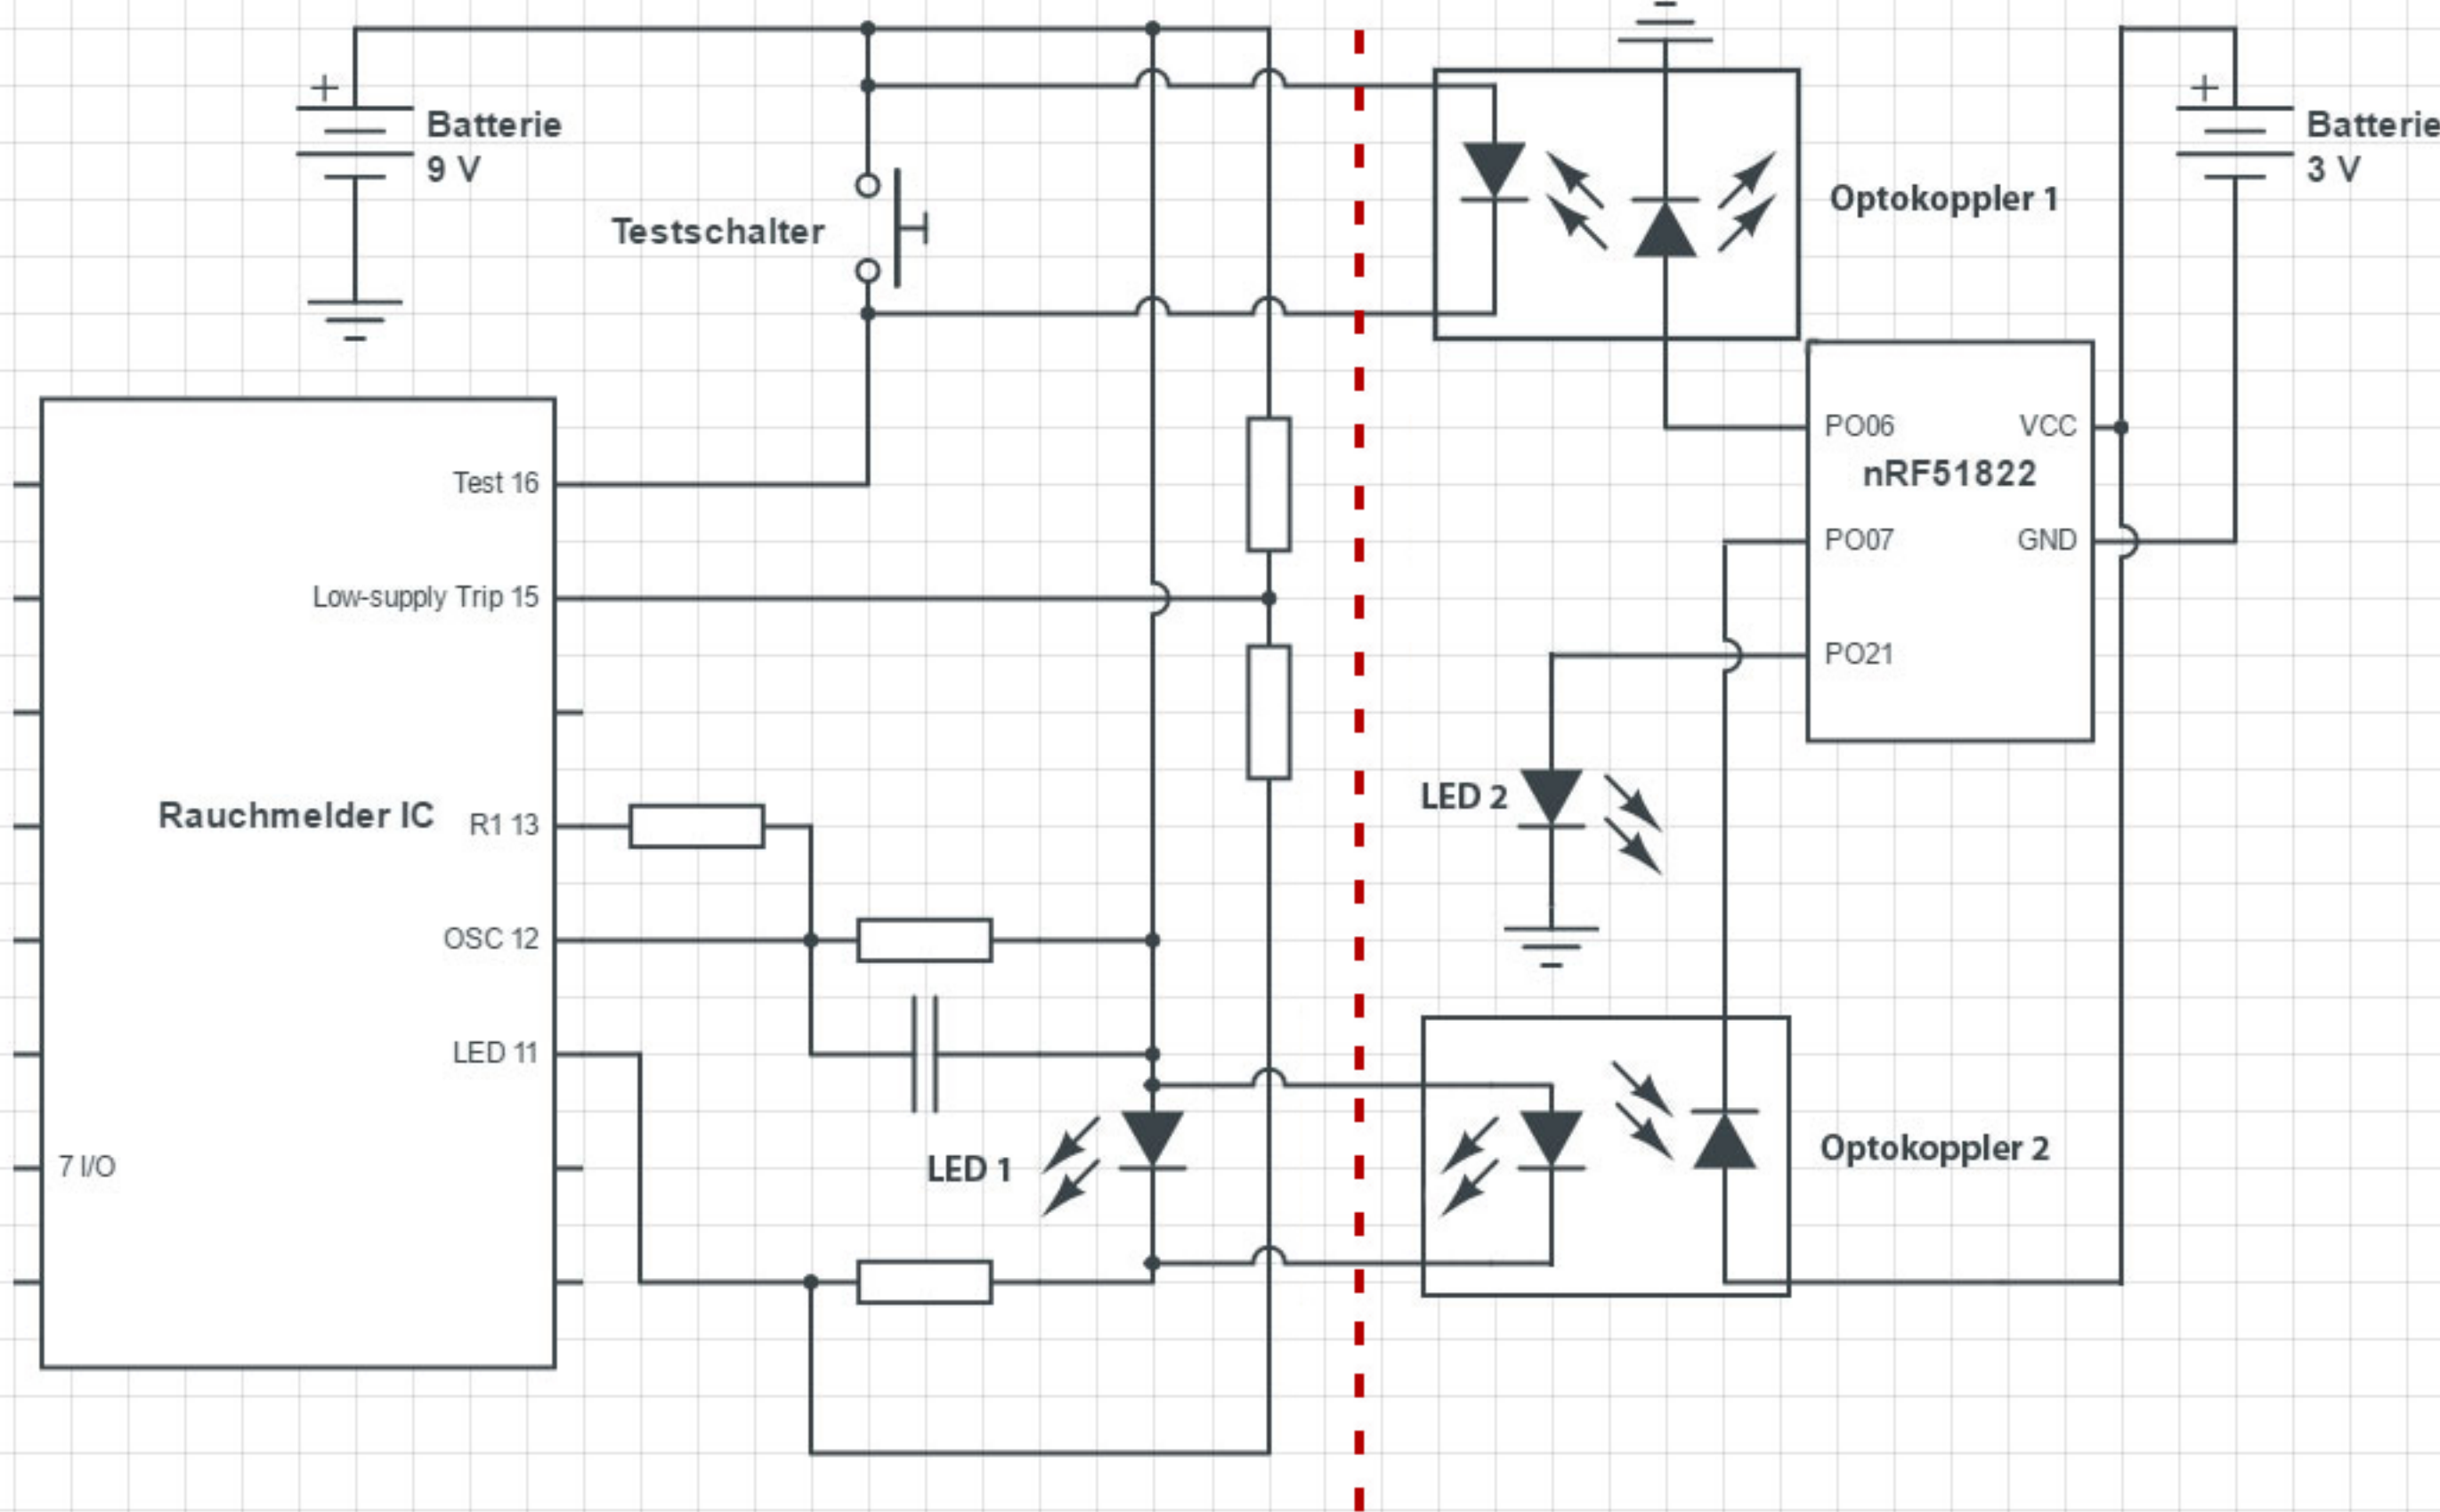 +
Batterie
9 V
Testschalter
Optokoppler 1
+
Batterie
3 V
Test 16
Low-supply Trip 15
Rauchmelder IC
R1 13
OSC 12
LED 11
7 I/O
LED 1
PO06
VCC
nRF51822
PO07
GND
PO21
LED 2
Optokoppler 2